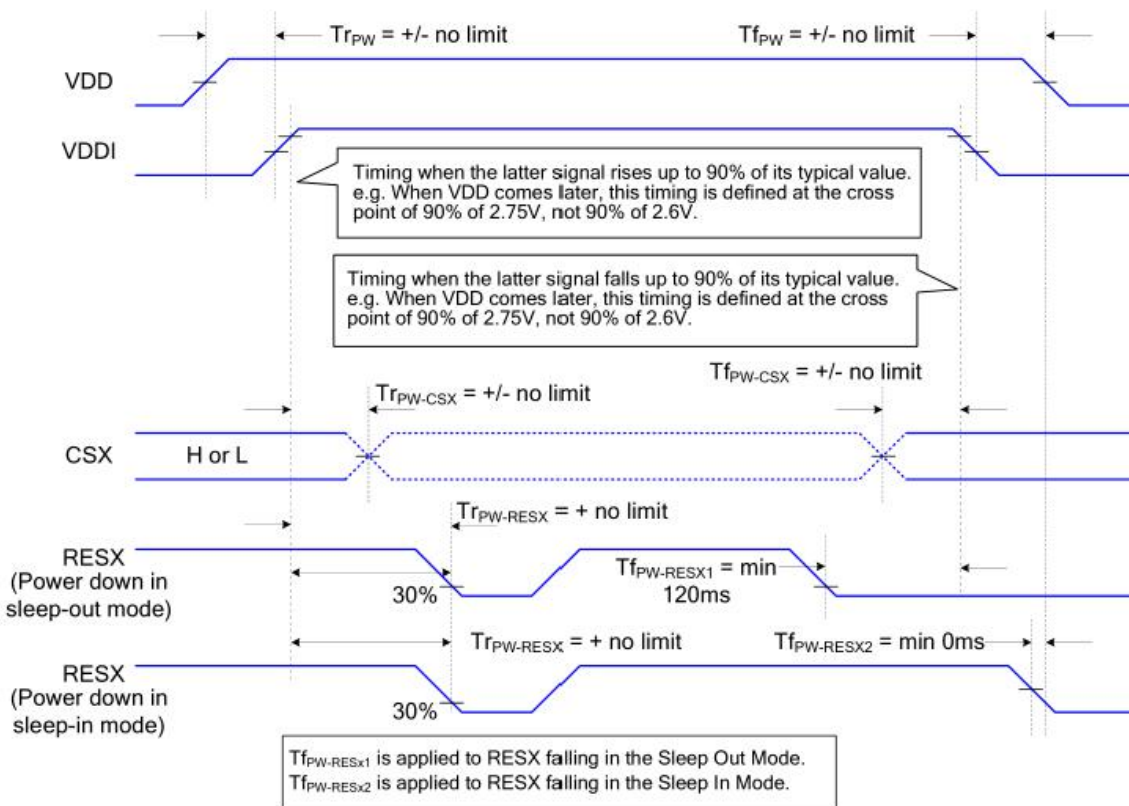 TrPW = +/- no limit
TfPW = +/- no limit
VDD
VDDI
Timing when the latter signal rises up to 90% of its typical value.
e.g. When VDD comes later, this timing is defined at the cross
point of 90% of 2.75V, not 90% of 2.6V.
Timing when the latter signal falls up to 90% of its typical value.
e.g. When VDD comes later, this timing is defined at the cross
point of 90% of 2.75V, not 90% of 2.6V.
TrPW-CSX = +/- no limit
TfPW-CSX = +/- no limit
CSX
H or L
TrPW-RESX = + no limit
RESX
(Power down in
sleep-out mode)
30%
TfPW-RESX1 = min
120ms
TrPW-RESX = + no limit
TfPW-RESX2 = min 0ms
RESX
(Power down in
sleep-in mode)
30%
TfPW-RESx1 is applied to RESX falling in the Sleep Out Mode.
TfPW-RESx2 is applied to RESX falling in the Sleep In Mode.